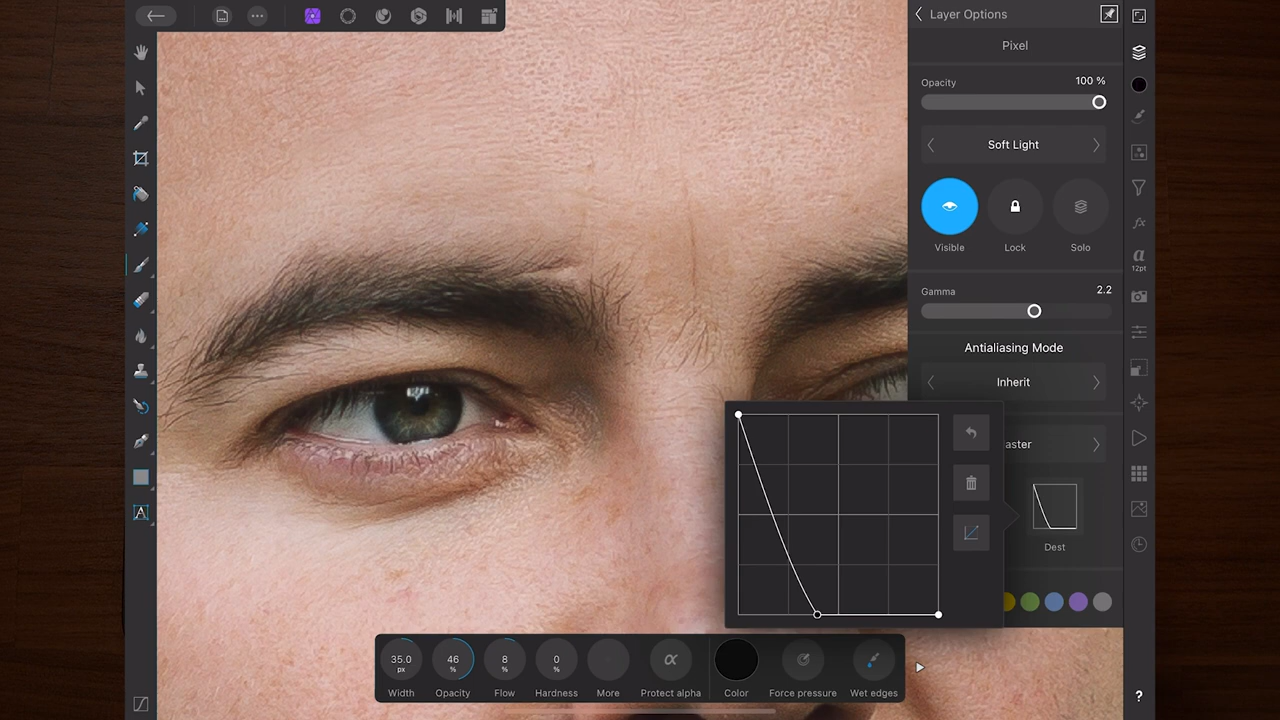 Layer Options
Pixel
Opacity
100 %
Soft Light
Visible
Lock
Solo
12pt
Gamma
2.2
Antialiasing Mode
Inherit
aster
Dest
A
35.0
px
46
%
8
%
0
%
Width
Opacity
Flow
Hardness
More
Protect alpha
Color
Force pressure
Wet edges
?